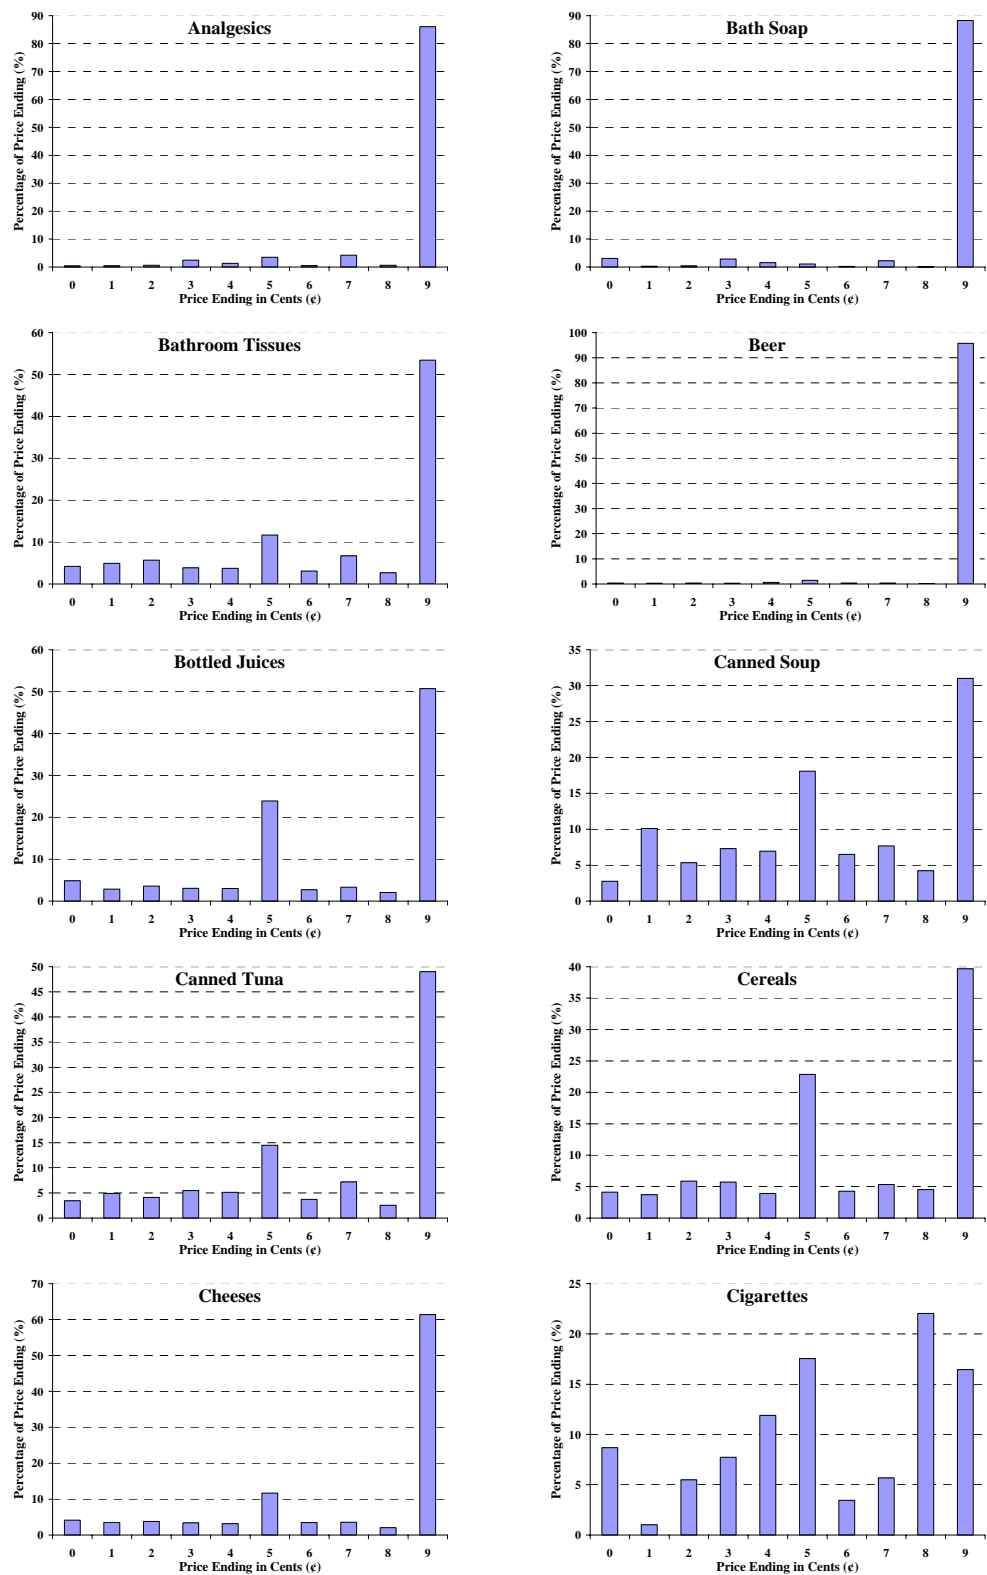 Analgesics
Percentage of Price Ending (%)
90
80
70
60
50
40
30
20
10
0
0 1 2 3 4 5 6 7 8 9
Price Ending in Cents (¢)
Bath Soap
Percentage of Price Ending (%)
90
80
70
60
50
40
30
20
10
0
0 1 2 3 4 5 6 7 8 9
Price Ending in Cents (¢)
Bathroom Tissues
Percentage of Price Ending (%)
60
50
40
30
20
10
0
0 1 2 3 4 5 6 7 8 9
Price Ending in Cents (¢)
Beer
Percentage of Price Ending (%)
100
90
80
70
60
50
40
30
20
10
0
0 1 2 3 4 5 6 7 8 9
Price Ending in Cents (¢)
Bottled Juices
Percentage of Price Ending (%)
60
50
40
30
20
10
0
0 1 2 3 4 5 6 7 8 9
Price Ending in Cents (¢)
Canned Soup
Percentage of Price Ending (%)
35
30
25
20
15
10
5
0
0 1 2 3 4 5 6 7 8 9
Price Ending in Cents (¢)
Canned Tuna
Percentage of Price Ending (%)
50
45
40
35
30
25
20
15
10
5
0
0 1 2 3 4 5 6 7 8 9
Price Ending in Cents (¢)
Cereals
Percentage of Price Ending (%)
40
35
30
25
20
15
10
5
0
0 1 2 3 4 5 6 7 8 9
Price Ending in Cents (¢)
Cheeses
Percentage of Price Ending (%)
70
60
50
40
30
20
10
0
0 1 2 3 4 5 6 7 8 9
Price Ending in Cents (¢)
Cigarettes
Percentage of Price Ending (%)
25
20
15
10
5
0
0 1 2 3 4 5 6 7 8 9
Price Ending in Cents (¢)